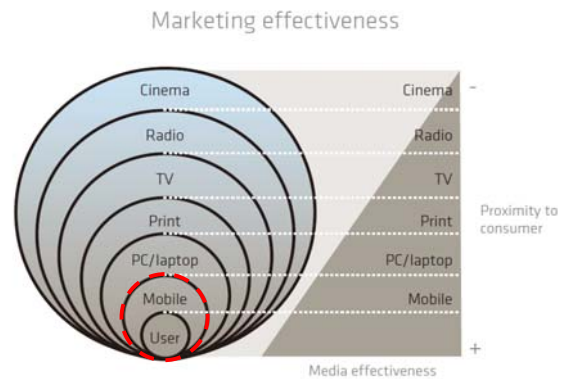 Marketing effectiveness
Cinema
Cinema
-
Radio
Radio
TV
TV
Print
Print
Proximity to
consumer
PC/laptop
PC/laptop
Mobile
Mobile
User
+
Media effectiveness